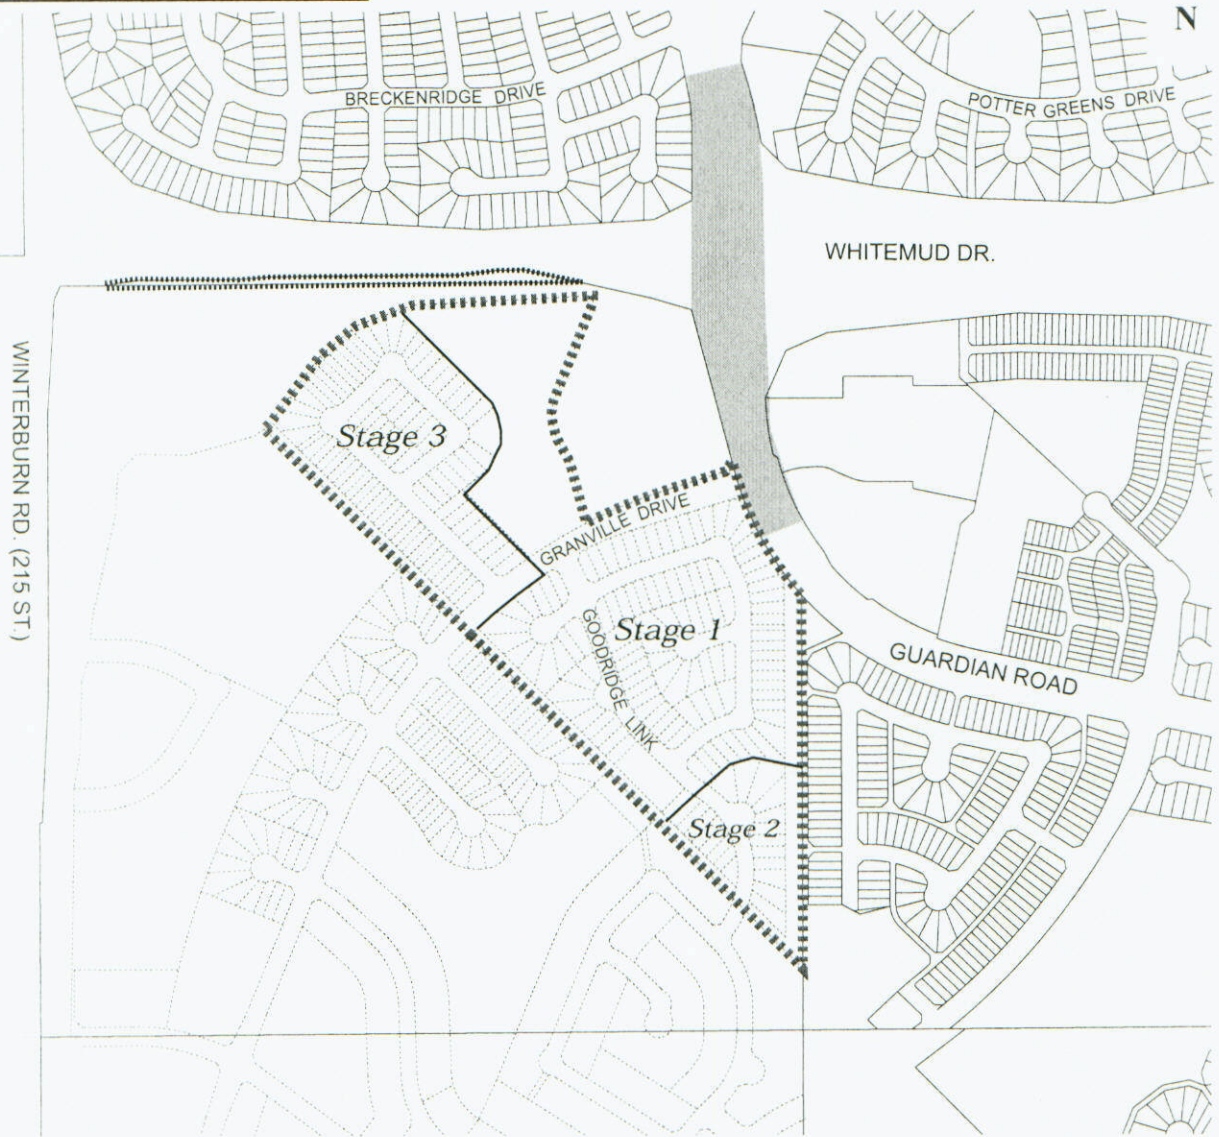 N
BRECKENRIDGE DRIVE
POTTER GREENS DRIVE
WHITEMUD DR.
WINTERBURN RD. (215 ST.)
Stage 3
GRANVILLE DRIVE
GOODRIDGE LINK
Stage 1
GUARDIAN ROAD
Stage 2